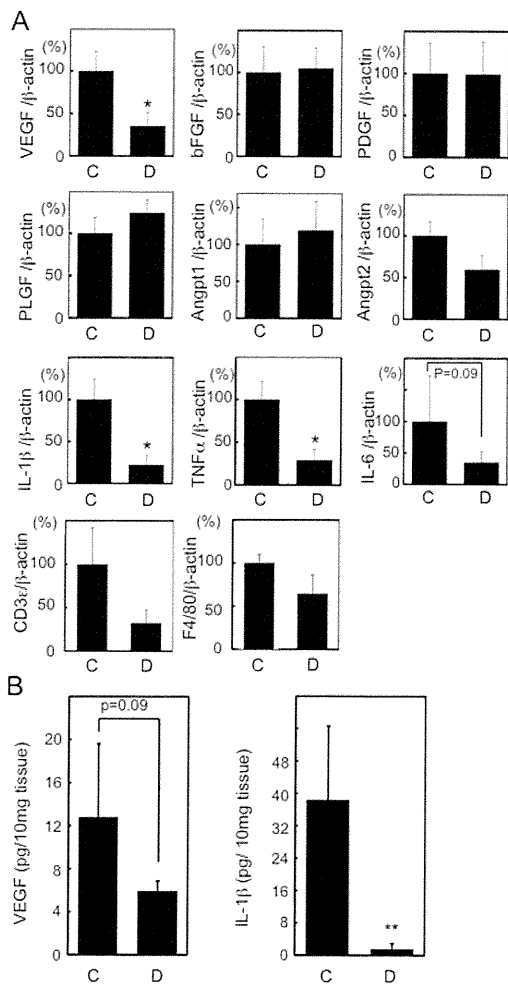 A
(%)
VEGF /β-actin
100
50
0
*
C D
(%)
bFGF /β-actin
100
50
0
C D
(%)
PDGF /β-actin
100
50
0
C D
(%)
PLGF /β-actin
100
50
0
C D
(%)
Angpt1 /β-actin
100
50
0
C D
(%)
Angpt2 /β-actin
100
50
0
C D
(%)
IL-1β /β-actin
100
50
0
*
C D
(%)
TNFα /β-actin
100
50
0
*
C D
(%)
IL-6 /β-actin
100
50
0
P=0.09
C D
(%)
CD3ε/β-actin
100
50
C D
(%)
F4/80/β-actin
100
50
0
C D
B
VEGF (pg/10mg tissue)
20
16
12
8
4
0
p=0.09
C D
IL-1β (pg/ 10mg tissue)
48
40
32
24
16
8
0
**
C D